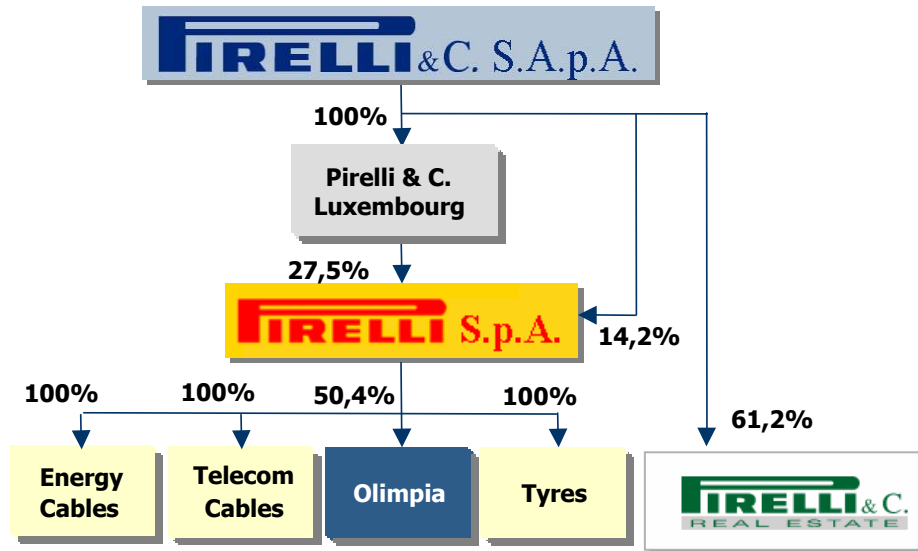 PIRELLI & C. S.A.p.A.
100%
Pirelli & C.
Luxembourg
27,5%
PIRELLI S.p.A.
14,2%
100%
100%
50,4%
100%
61,2%
Energy
Cables
Telecom
Cables
Olimpia
Tyres
PIRELLI & C.
REAL ESTATE